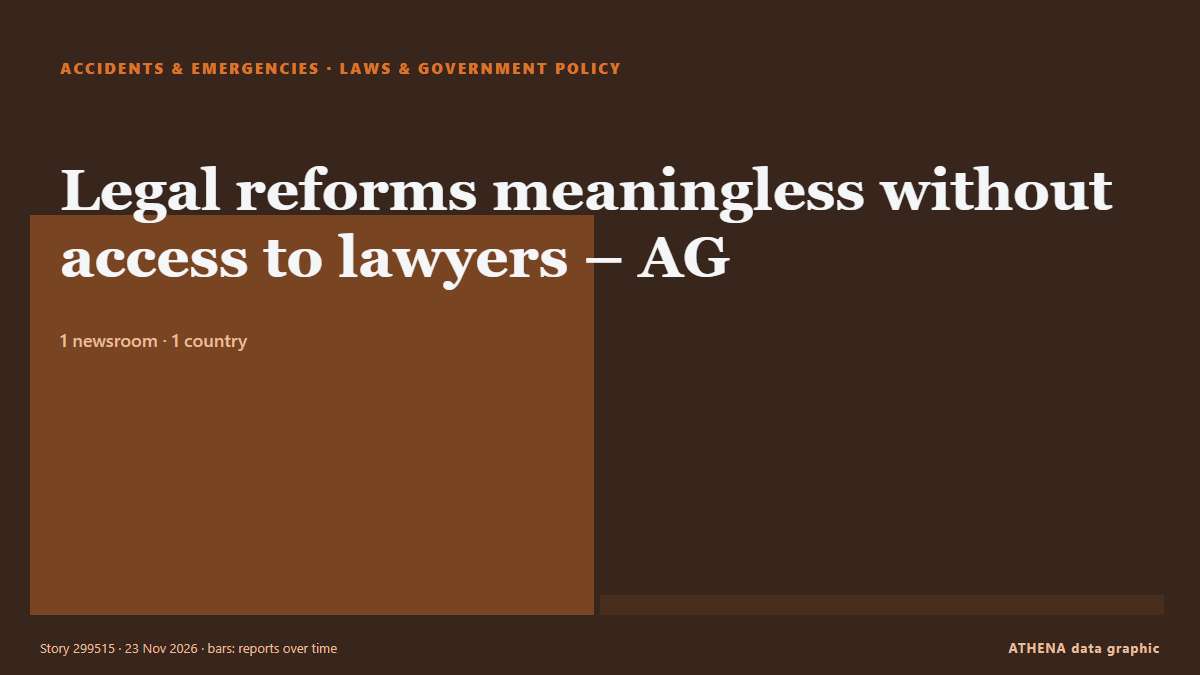 ACCIDENTS & EMERGENCIES · LAWS & GOVERNMENT POLICY
Legal reforms meaningless without
access to lawyers – AG
1 newsroom · 1 country
Story 299515 · 23 Nov 2026 · bars: reports over time
ATHENA data graphic